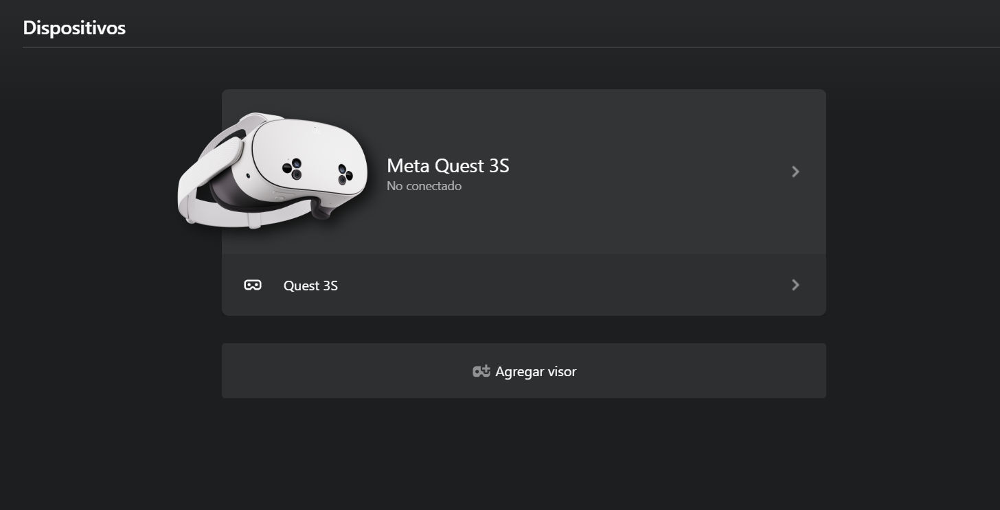 Dispositivos
Meta Quest 3S
No conectado
Quest 3S
Agregar visor